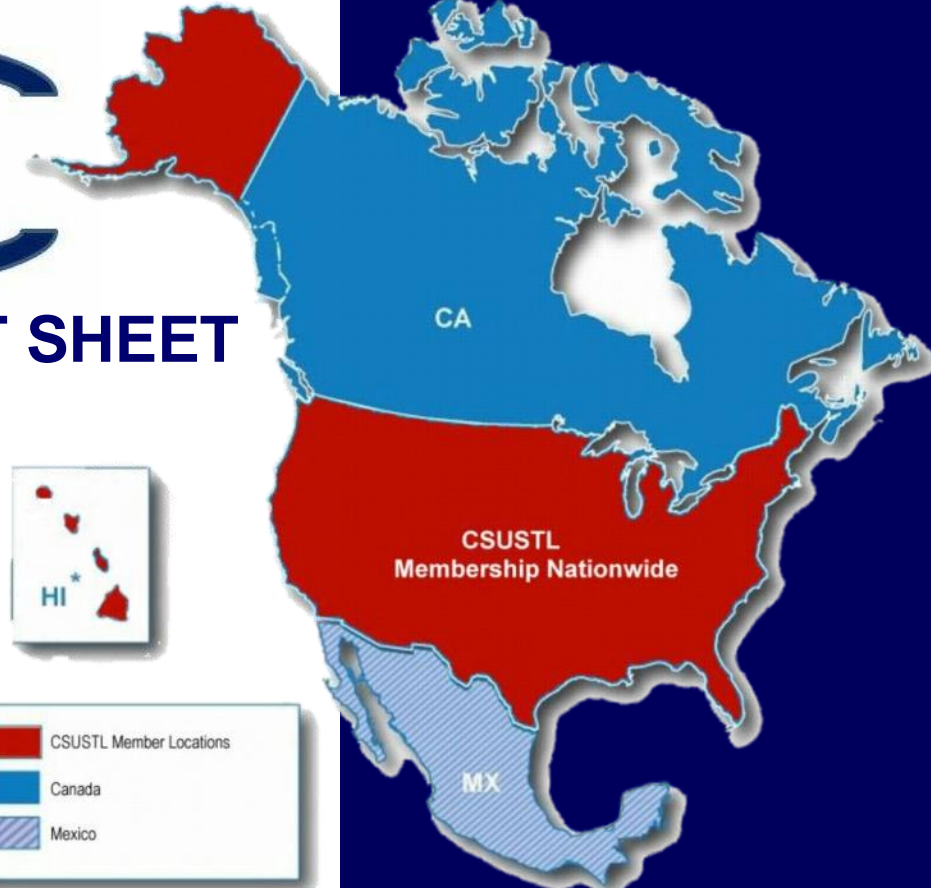 C
T SHEET
CA
CSUSTL
Membership Nationwide
HI *
MX
CSUSTL Member Locations
Canada
Mexico